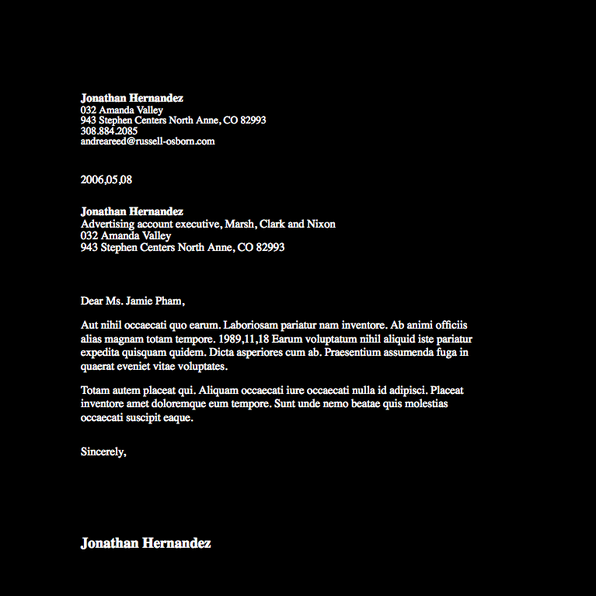 Jonathan Hernandez
032 Amanda Valley
943 Stephen Centers North Anne, CO 82993
308.884.2085
andreareed@russell-osborn.com
2006,05,08
Jonathan Hernandez
Advertising account executive, Marsh, Clark and Nixon
032 Amanda Valley
943 Stephen Centers North Anne, CO 82993
Dear Ms. Jamie Pham,
Aut nihil occaecati quo earum. Laboriosam pariatur nam inventore. Ab animi officiis
alias magnam totam tempore. 1989,11,18 Earum voluptatum nihil aliquid iste pariatur
expedita quisquam quidem. Dicta asperiores cum ab. Praesentium assumenda fuga in
quaerat eveniet vitae voluptates.
Totam autem placeat qui. Aliquam occaecati iure occaecati nulla id adipisci. Placeat
inventore amet doloremque eum tempore. Sunt unde nemo beatae quis molestias
occaecati suscipit eaque.
Sincerely,
Jonathan Hernandez